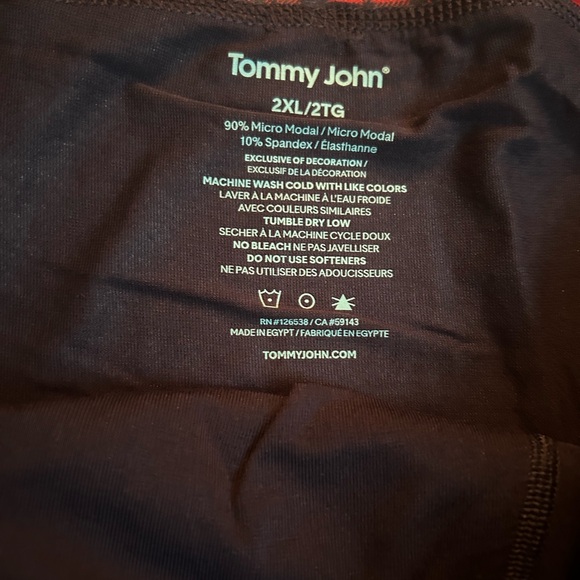 Tommy John®
2XL/2TG
90% Micro Modal / Micro Modal
10% Spandex / Élasthanne
EXCLUSIVE OF DECORATION /
EXCLUSIF DE LA DÉCORATION
MACHINE WASH COLD WITH LIKE COLORS
LAVER À LA MACHINE À L'EAU FROIDE
AVEC COULEURS SIMILAIRES
TUMBLE DRY LOW
SECHER À LA MACHINE CYCLE DOUX
NO BLEACH NE PAS JAVELLISER
DO NOT USE SOFTENERS
NE PAS UTILISER DES ADOUCISSEURS
RN #126538 / CA #59143
MADE IN EGYPT / FABRIQUÉ EN EGYPTE
TOMMYJOHN.COM